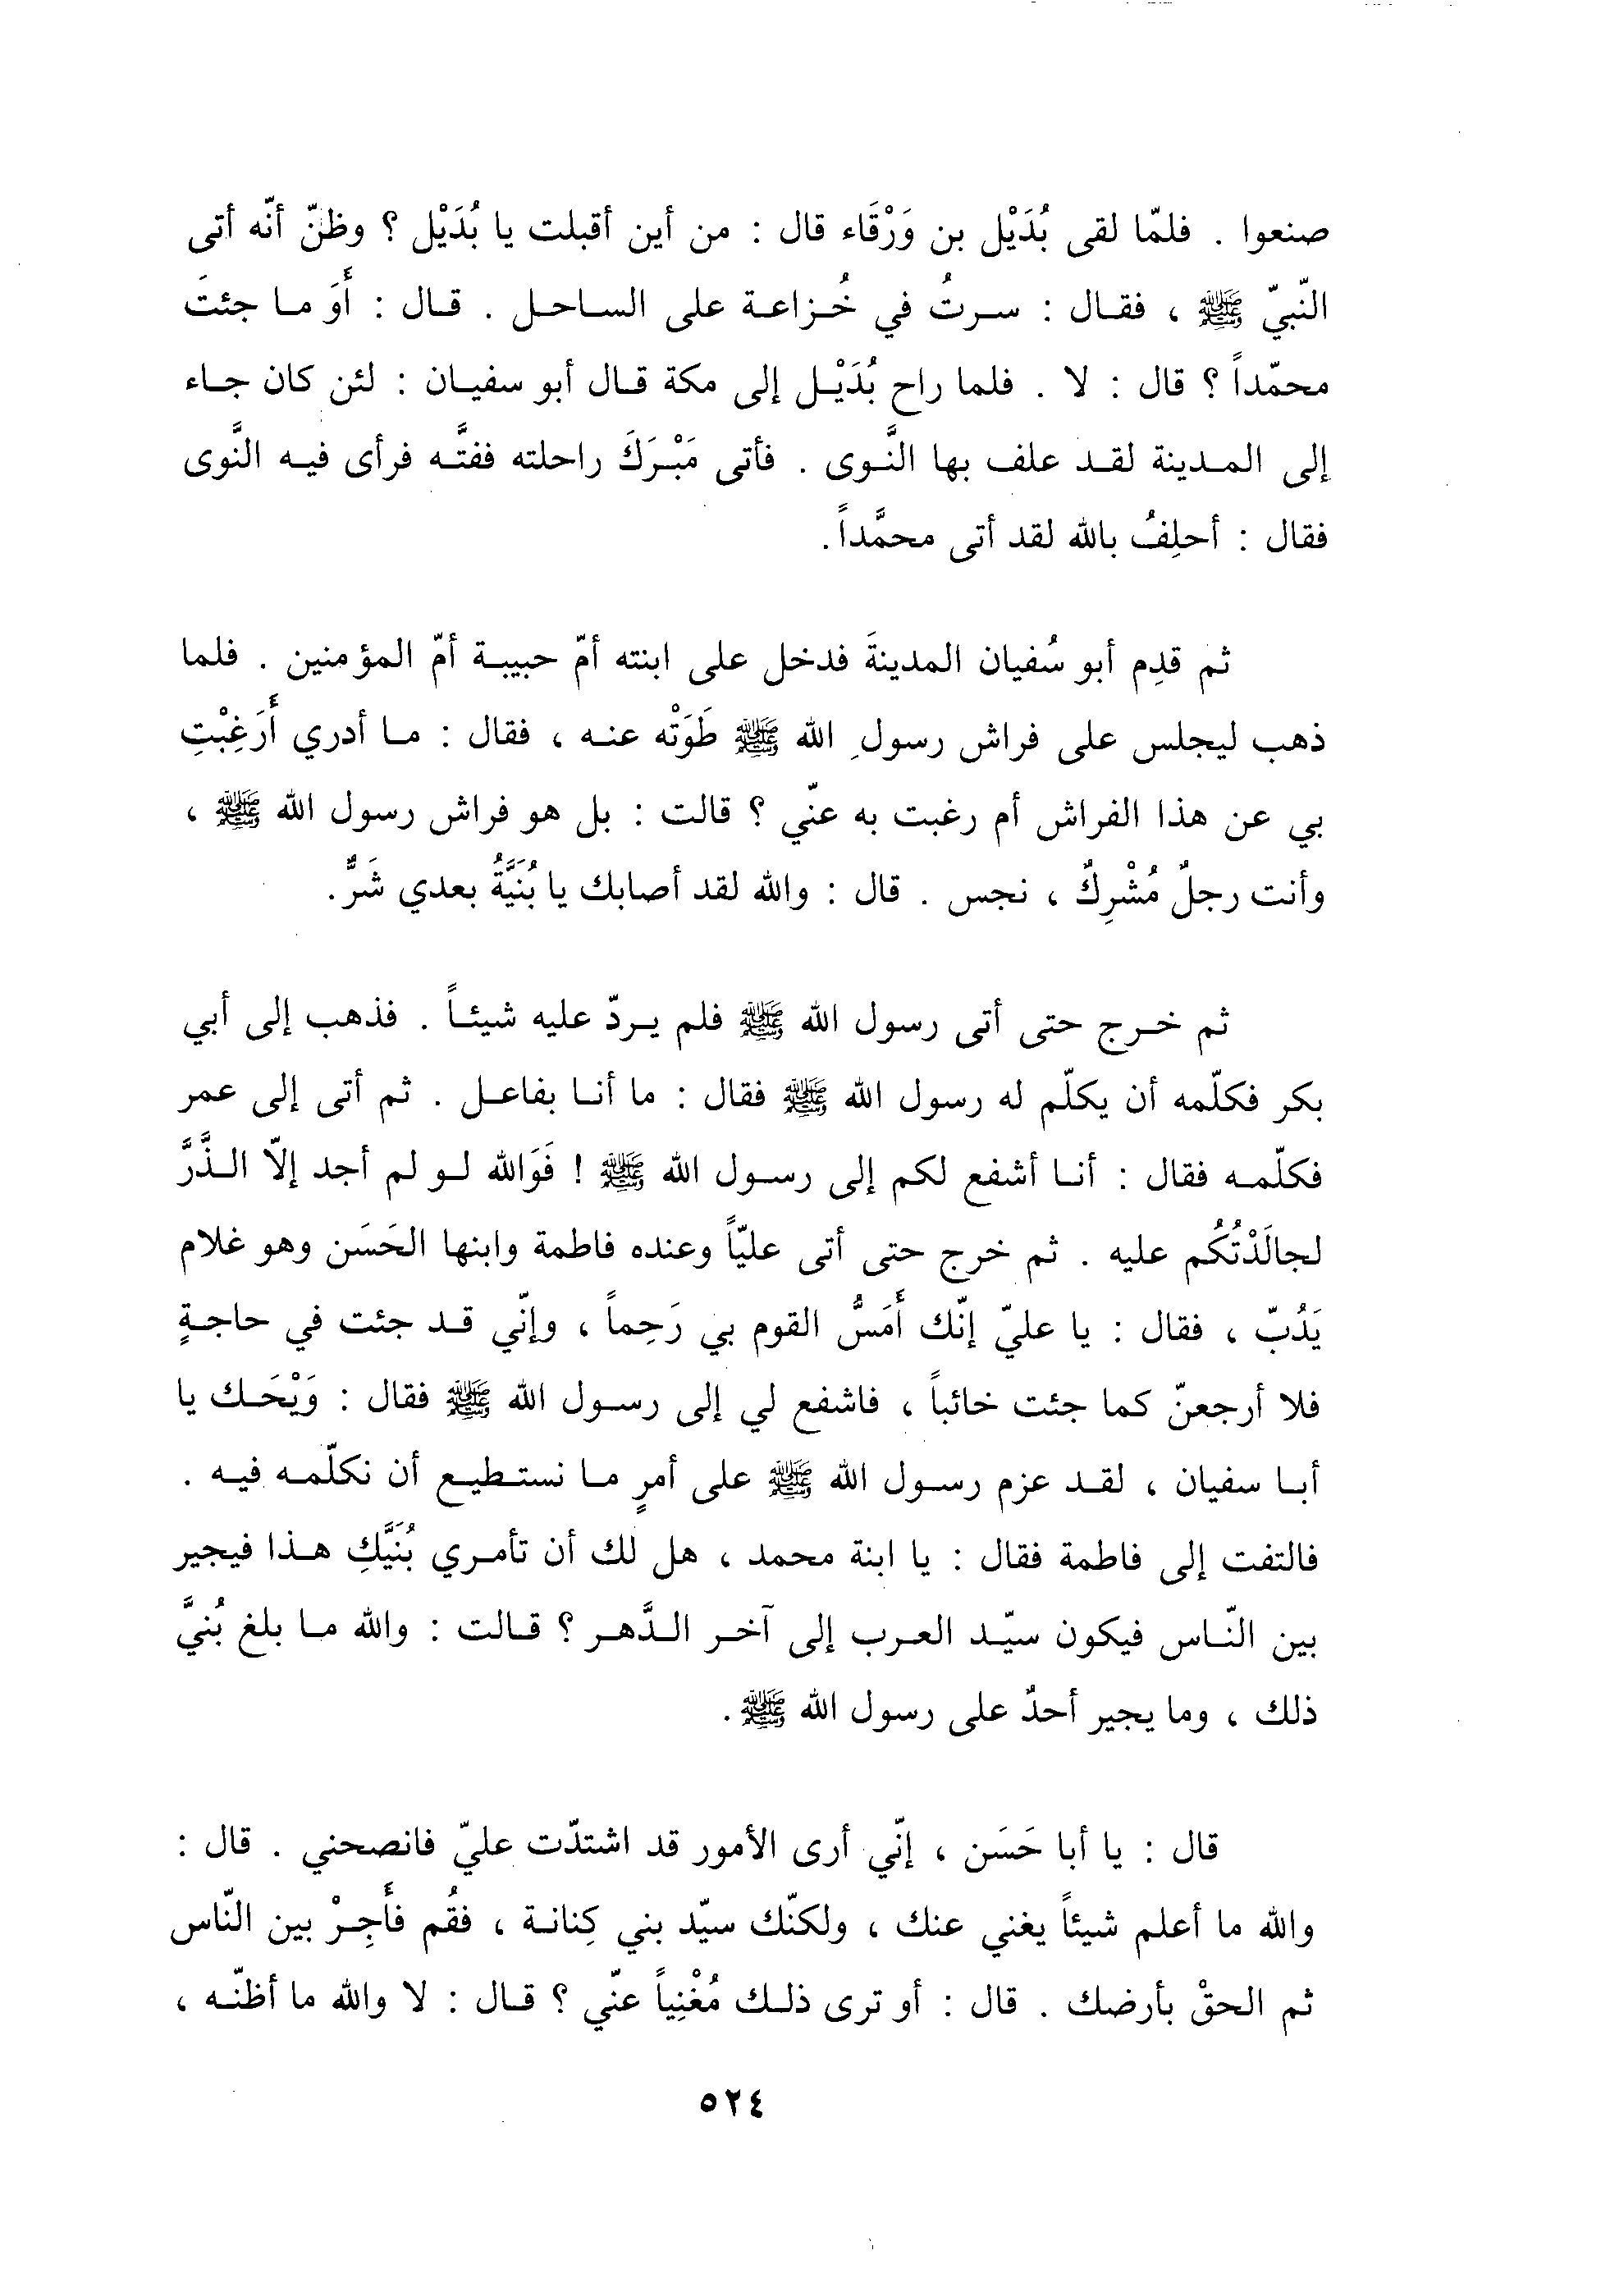 صنعوا . فلمّا لقى بُدَيْل بن وَرْقَاء قال : من أين أقبلت يا بُدَيْل ؟ وظنّ أنّه أتى
النّبيّ ﷺ ، فقال : سرتُ في خُزاعة على الساحل . قال : أَوَ ما جئتَ
محمّداً ؟ قال : لا . فلما راح بُدَيْل إلى مكة قال أبو سفيان : لئن كان جاء
إلى المدينة لقد علف بها النَّوى . فأتى مَبْرَكَ راحلته ففتَّه فرأى فيه النَّوى
فقال : أحلِفُ بالله لقد أتى محمَّداً .
ثم قدِم أبو سُفيان المدينةَ فدخل على ابنته أمّ حبيبة أمّ المؤمنين . فلما
ذهب ليجلس على فراش رسولِ الله ﷺ طَوَتْه عنه ، فقال : ما أدري أَرَغِبْتِ
بي عن هذا الفراش أم رغبت به عنّي ؟ قالت : بل هو فراش رسول الله ﷺ ،
وأنت رجلٌ مُشْرِكٌ ، نجس . قال : والله لقد أصابك يا بُنَيَّةُ بعدي شَرٌّ .
ثم خرج حتى أتى رسول الله ﷺ فلم يردّ عليه شيئاً . فذهب إلى أبي
بكر فكلّمه أن يكلّم له رسول الله ﷺ فقال : ما أنا بفاعل . ثم أتى إلى عمر
فكلّمه فقال : أنا أشفع لكم إلى رسول الله ﷺ ! فَوَالله لو لم أجد إلاّ الذَّرَّ
لجالَدْتُكُم عليه . ثم خرج حتى أتى عليّاً وعنده فاطمة وابنها الحَسَن وهو غلام
يَدُبّ ، فقال : يا عليّ إنّك أَمَسُّ القوم بي رَحِماً ، وإنّي قد جئت في حاجةٍ
فلا أرجعنّ كما جئت خائباً ، فاشفع لي إلى رسول الله ﷺ فقال : وَيْحَك يا
أبا سفيان ، لقد عزم رسول الله ﷺ على أمرٍ ما نستطيع أن نكلّمه فيه .
فالتفت إلى فاطمة فقال : يا ابنة محمد ، هل لك أن تأمري بُنَيَّكِ هذا فيجير
بين النّاس فيكون سيّد العرب إلى آخر الدَّهر ؟ قالت : والله ما بلغ بُنيَّ
ذلك ، وما يجير أحدٌ على رسول الله ﷺ .
قال : يا أبا حَسَن ، إنّي أرى الأمور قد اشتدّت عليّ فانصحني . قال :
والله ما أعلم شيئاً يغني عنك ، ولكنّك سيّد بني كِنانة ، فقُم فأَجِرْ بين النّاس
ثم الحقْ بأرضك . قال : أو ترى ذلك مُغْنِياً عنّي ؟ قال : لا والله ما أظنّه ،
٥٢٤